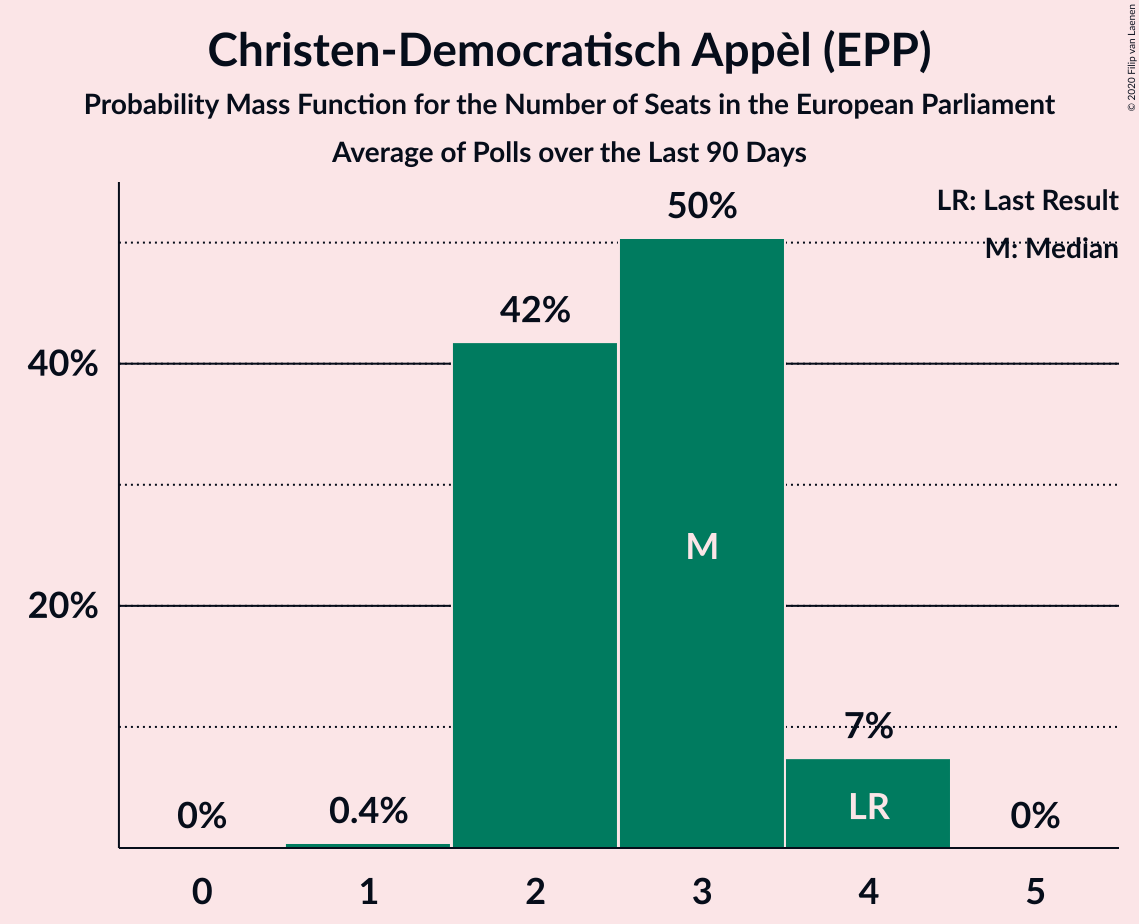 Christen-Democratisch Appèl (EPP)
Probability Mass Function for the Number of Seats in the European Parliament
Average of Polls over the Last 90 Days
© 2020 Filip van Laenen
LR: Last Result
M: Median
50%
42%
40%
M
20%
7%
LR
0%
0.4%
0%
0 1 2 3 4 5